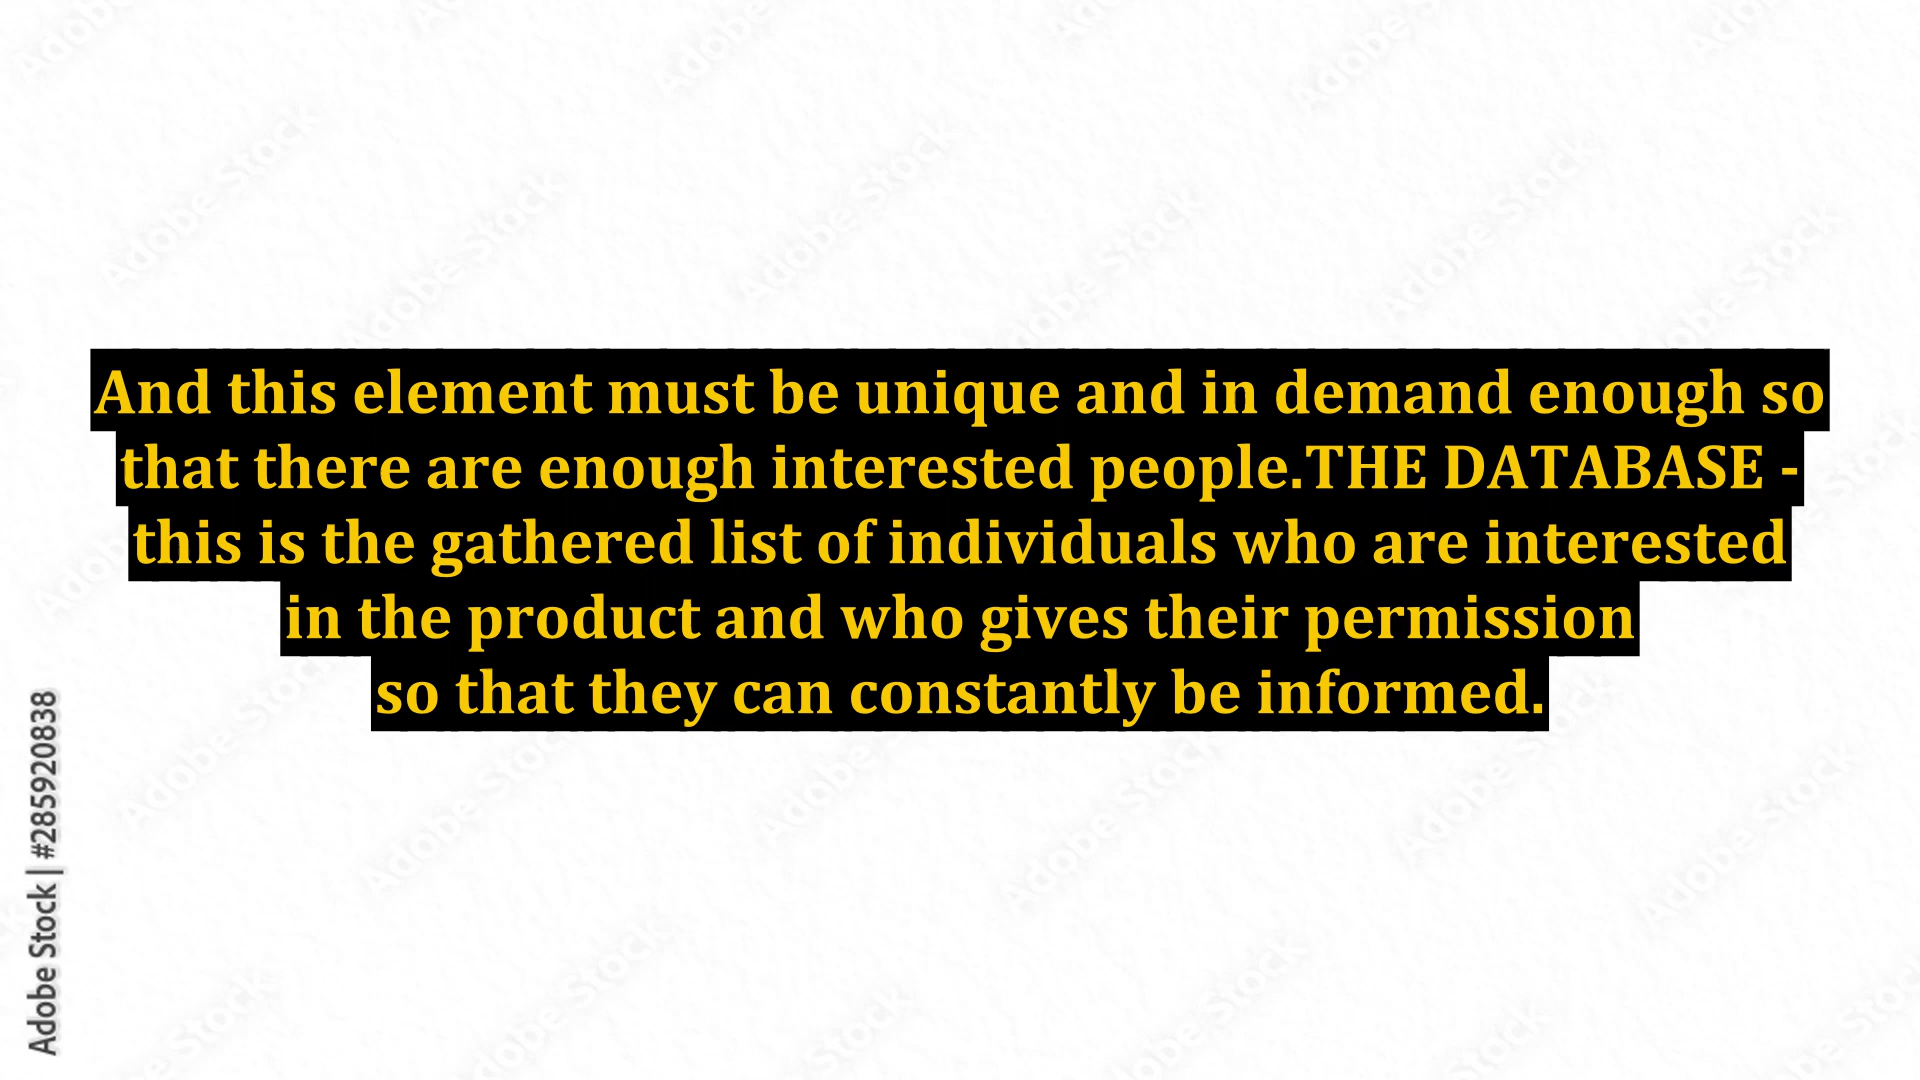 And this element must be unique and in demand enough so
that there are enough interested people.THE DATABASE -
this is the gathered list of individuals who are interested
in the product and who gives their permission
so that they can constantly be informed.
Adobe Stock | #285920838